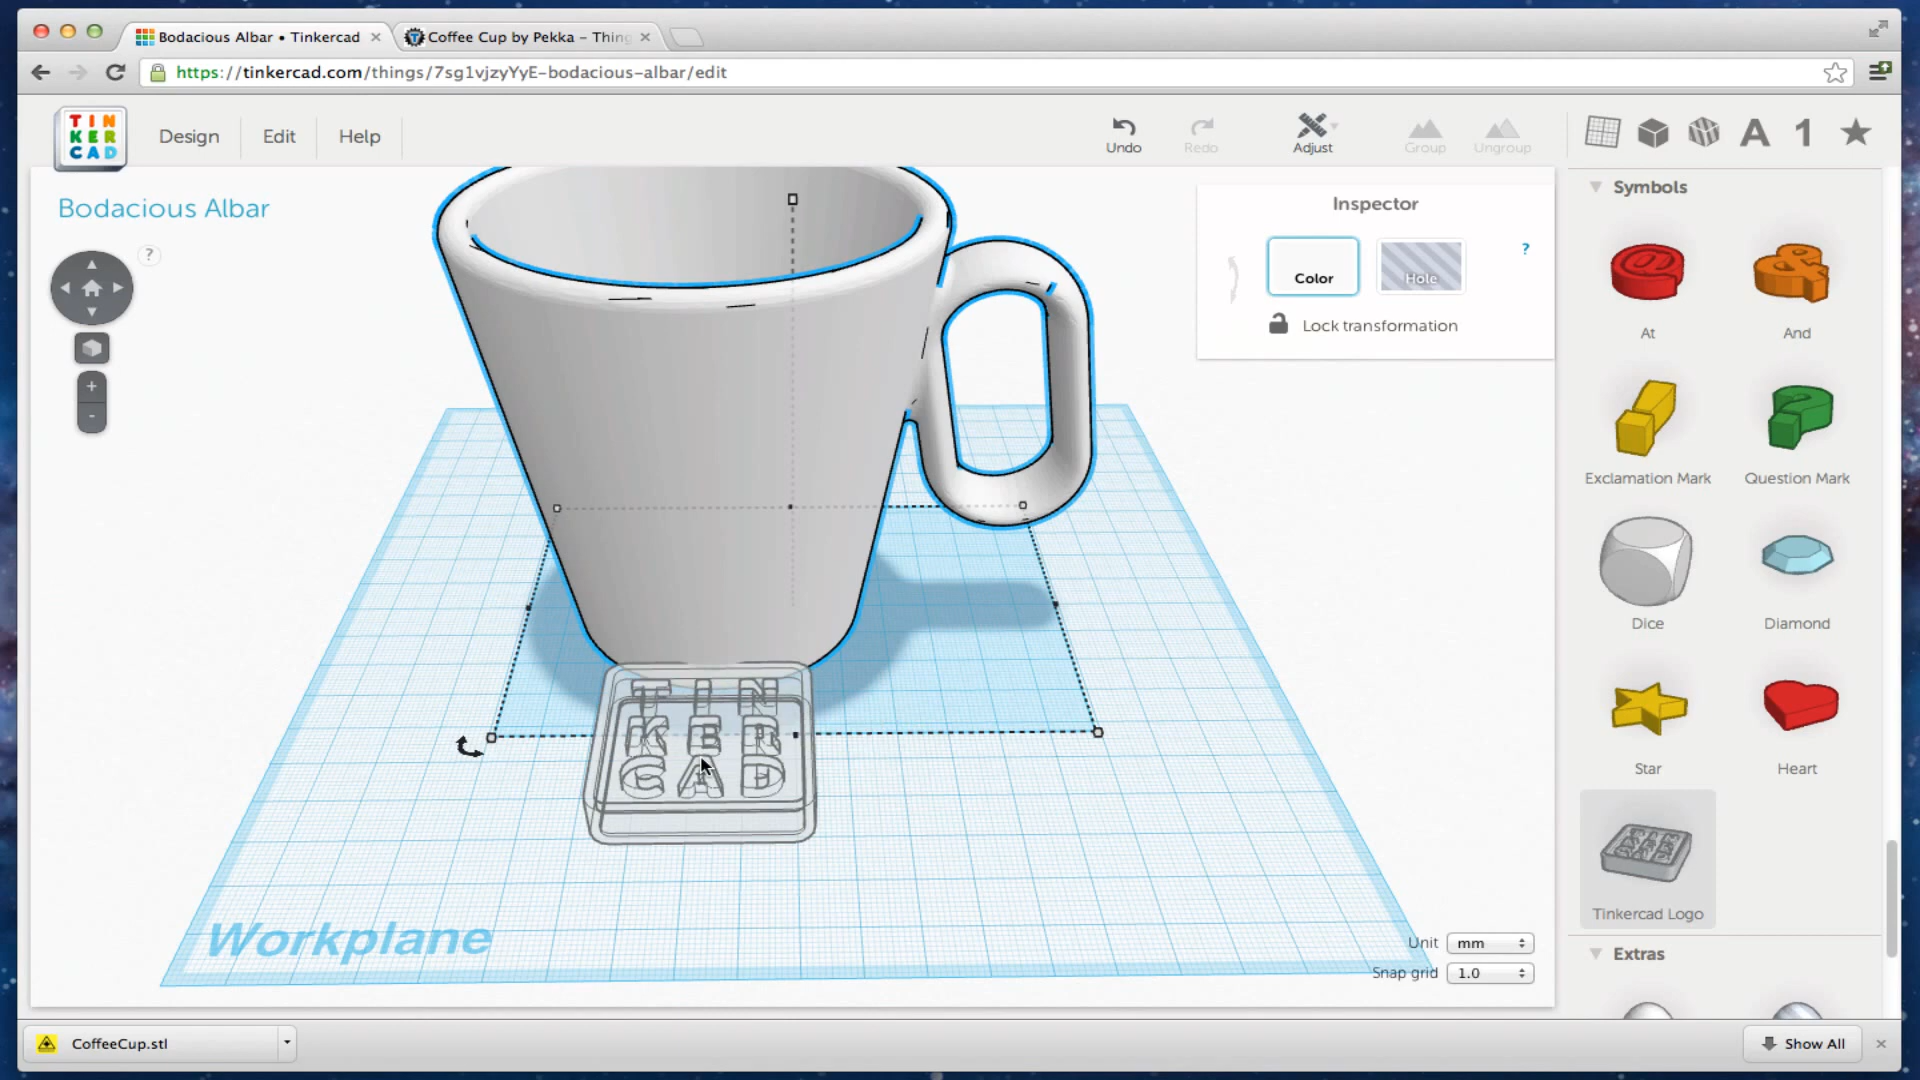 Bodacious Albar • Tinkercad
Coffee Cup by Pekka – Thing
https://tinkercad.com/things/7sg1vjzyYyE-bodacious-albar/edit
TIN
KER
CAD
Design
Edit
Help
Undo
Redo
Adjust
Group
Ungroup
A
1
Bodacious Albar
?
Inspector
Color
Hole
?
Lock transformation
+
-
Symbols
At
And
Exclamation Mark
Question Mark
Dice
Diamond
Star
Heart
Tinkercad Logo
Extras
TIN
KER
CAD
Workplane
Unit
mm
Snap grid
1.0
CoffeeCup.stl
Show All